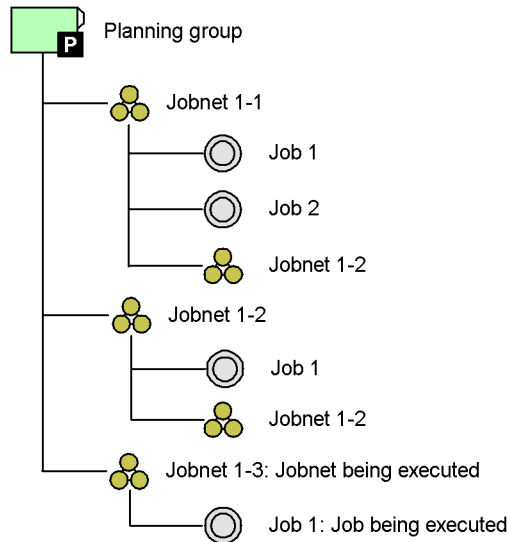 P
Planning group
Jobnet 1-1
Job 1
Job 2
Jobnet 1-2
Jobnet 1-2
Job 1
Jobnet 1-2
Jobnet 1-3: Jobnet being executed
Job 1: Job being executed